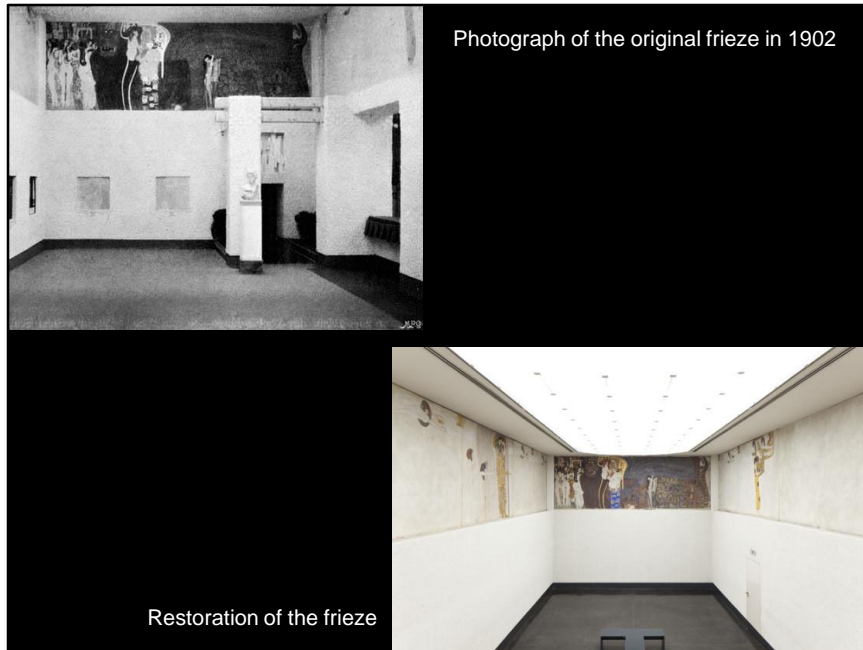 Photograph of the original frieze in 1902
Restoration of the frieze